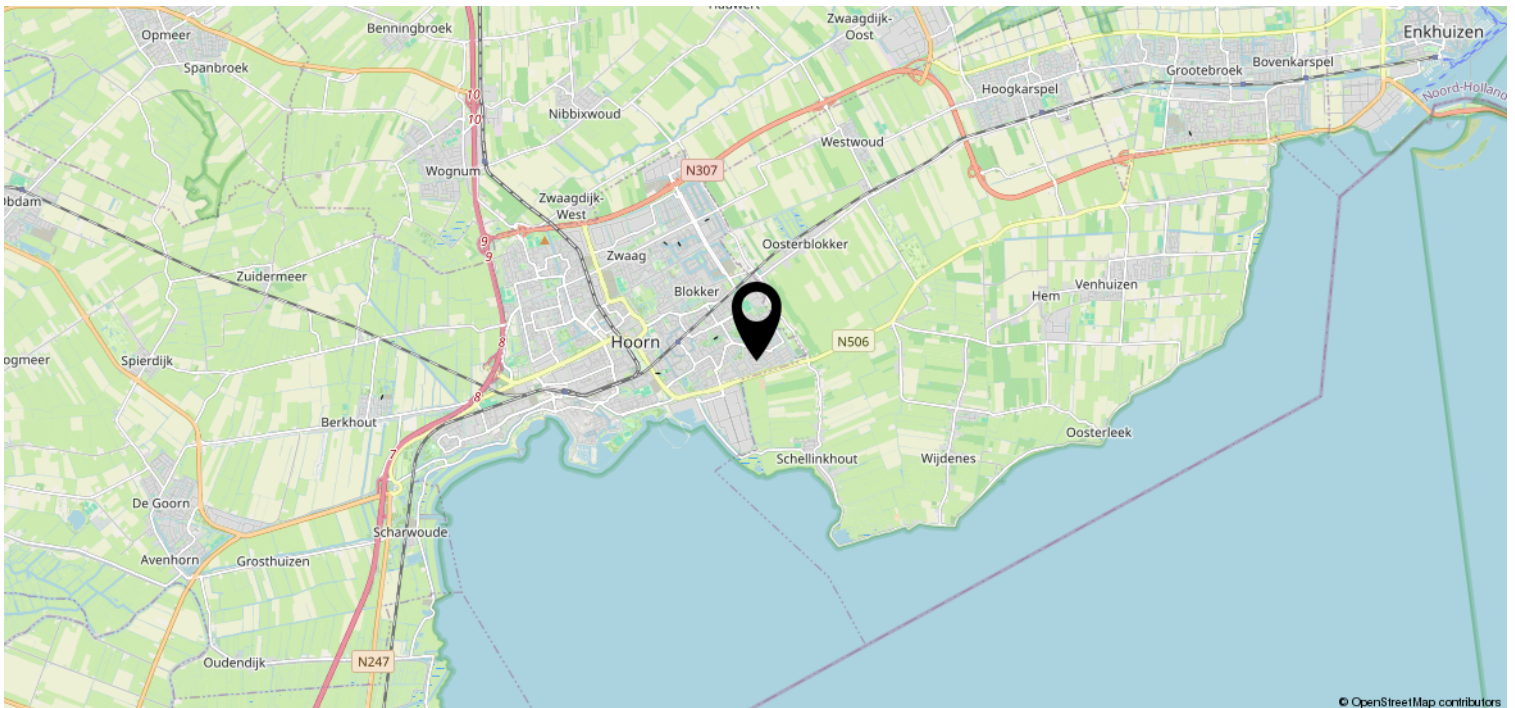 Opmeer
Benningbroek
Zwaagdijk-
Oost
Enkhuizen
Spanbroek
Grootebroek
Bovenkarspel
Hoogkarspel
Noord-Holland
10
10
Nibbixwoud
Westwoud
Wognum
N307
Zwaagdijk-
West
9
9
Zwaag
Oosterblokker
Zuidermeer
Blokker
Hem
Venhuizen
8
Hoorn
N506
Spierdijk
8
Berkhout
Oosterleek
7
Schellinkhout
Wijdenes
De Goorn
Scharwoude
Avenhorn
Grosthuizen
Oudendijk
N247
© OpenStreetMap contributors